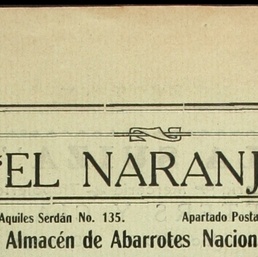 "EL NARANJ
Aquiles Serdán No. 135. Apartado Posta
Almacén de Abarrotes Nacion